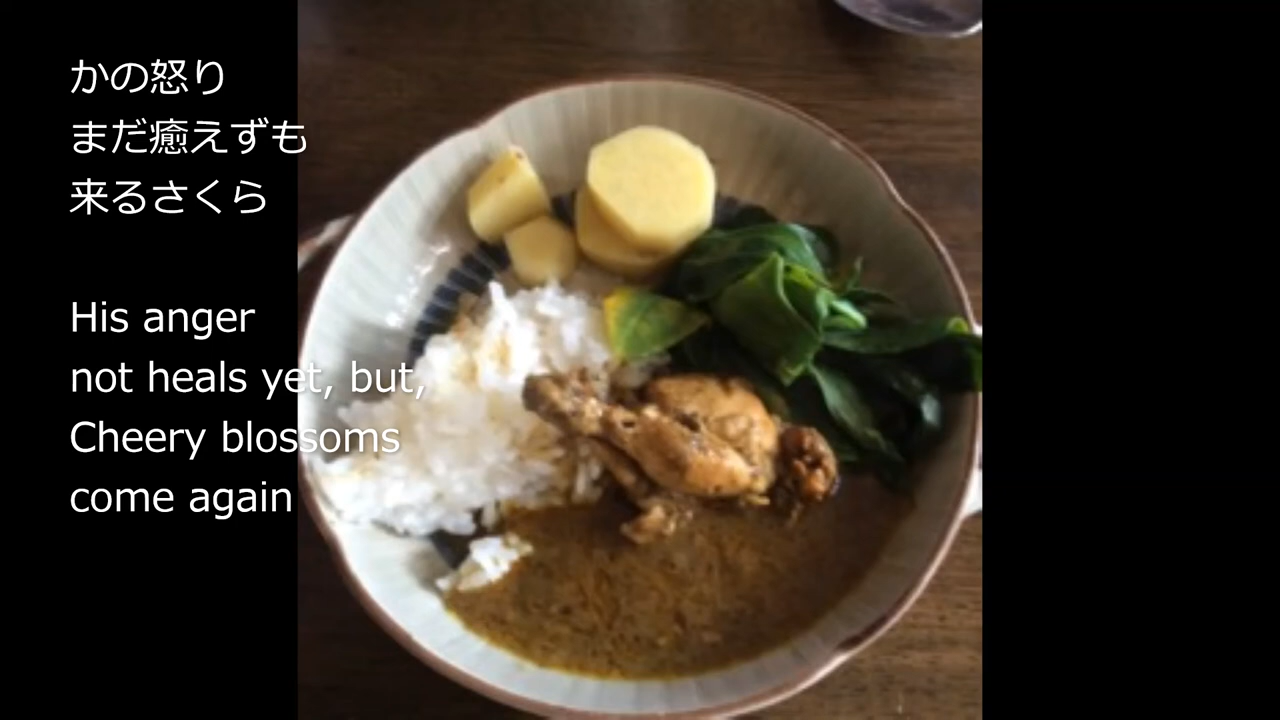 かの怒り
まだ癒えずも
来るさくら
His anger
not heals yet, but,
Cheery blossoms
come again